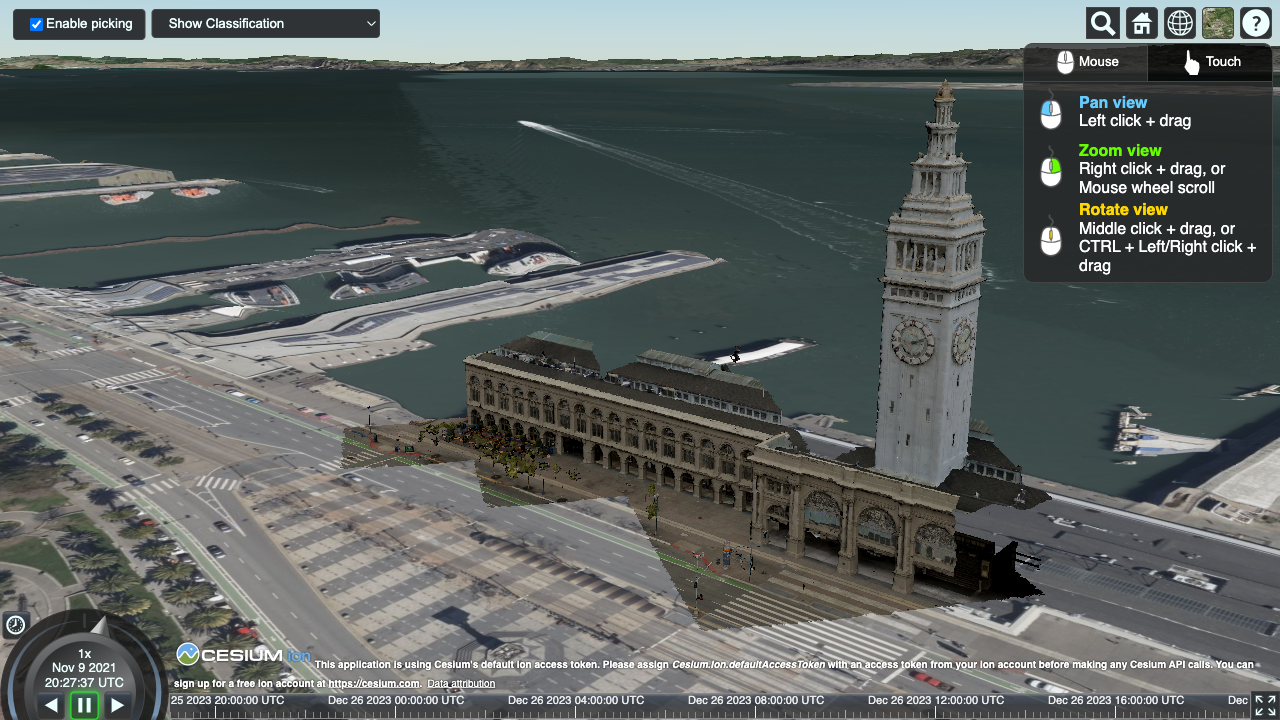 Enable picking
Show Classification
Mouse
Touch
Pan view
Left click + drag
Zoom view
Right click + drag, or
Mouse wheel scroll
Rotate view
Middle click + drag, or
CTRL + Left/Right click +
drag
?
1x
Nov 9 2021
20:27:37 UTC
CESIUM ion
This application is using Cesium's default ion access token. Please assign Cesium.Ion.defaultAccessToken with an access token from your ion account before making any Cesium API calls. You can
sign up for a free ion account at https://cesium.com. Data attribution
25 2023 20:00:00 UTC
Dec 26 2023 00:00:00 UTC
Dec 26 2023 04:00:00 UTC
Dec 26 2023 08:00:00 UTC
Dec 26 2023 12:00:00 UTC
Dec 26 2023 16:00:00 UTC
Dec